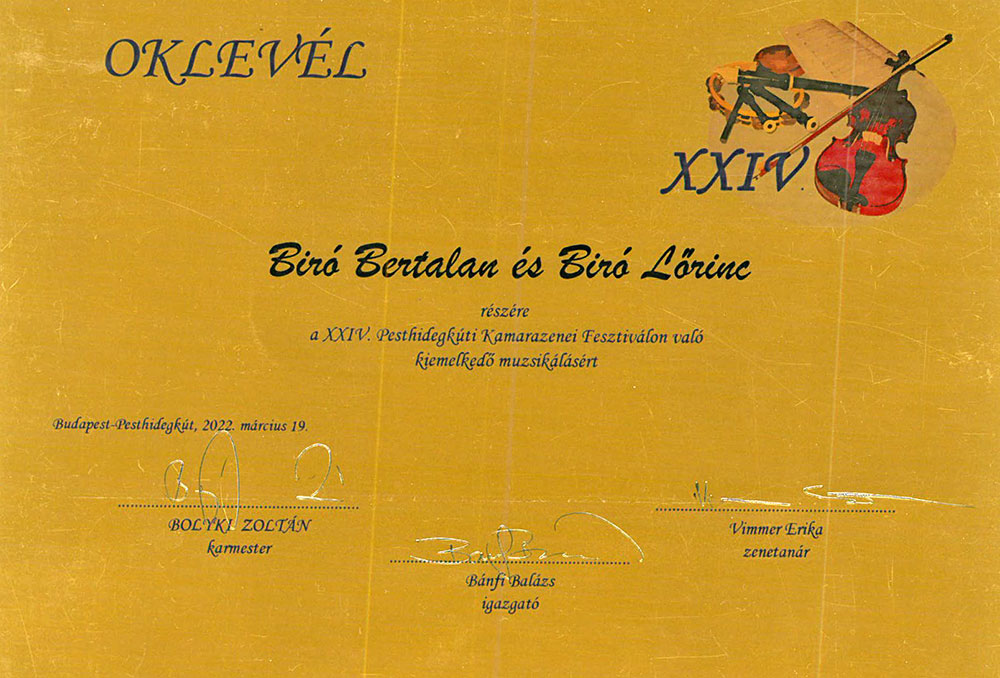 OKLEVÉL
XXIV.
Biró Bertalan és Biró Lőrinc
részére
a XXIV. Pesthidegkúti Kamarazenei Fesztiválon való
kiemelkedő muzsikálásért
Budapest-Pesthidegkút, 2022. március 19.
BOLYKI ZOLTÁN
karmester
Vimmer Erika
zenetanár
Bánfi Balázs
igazgató